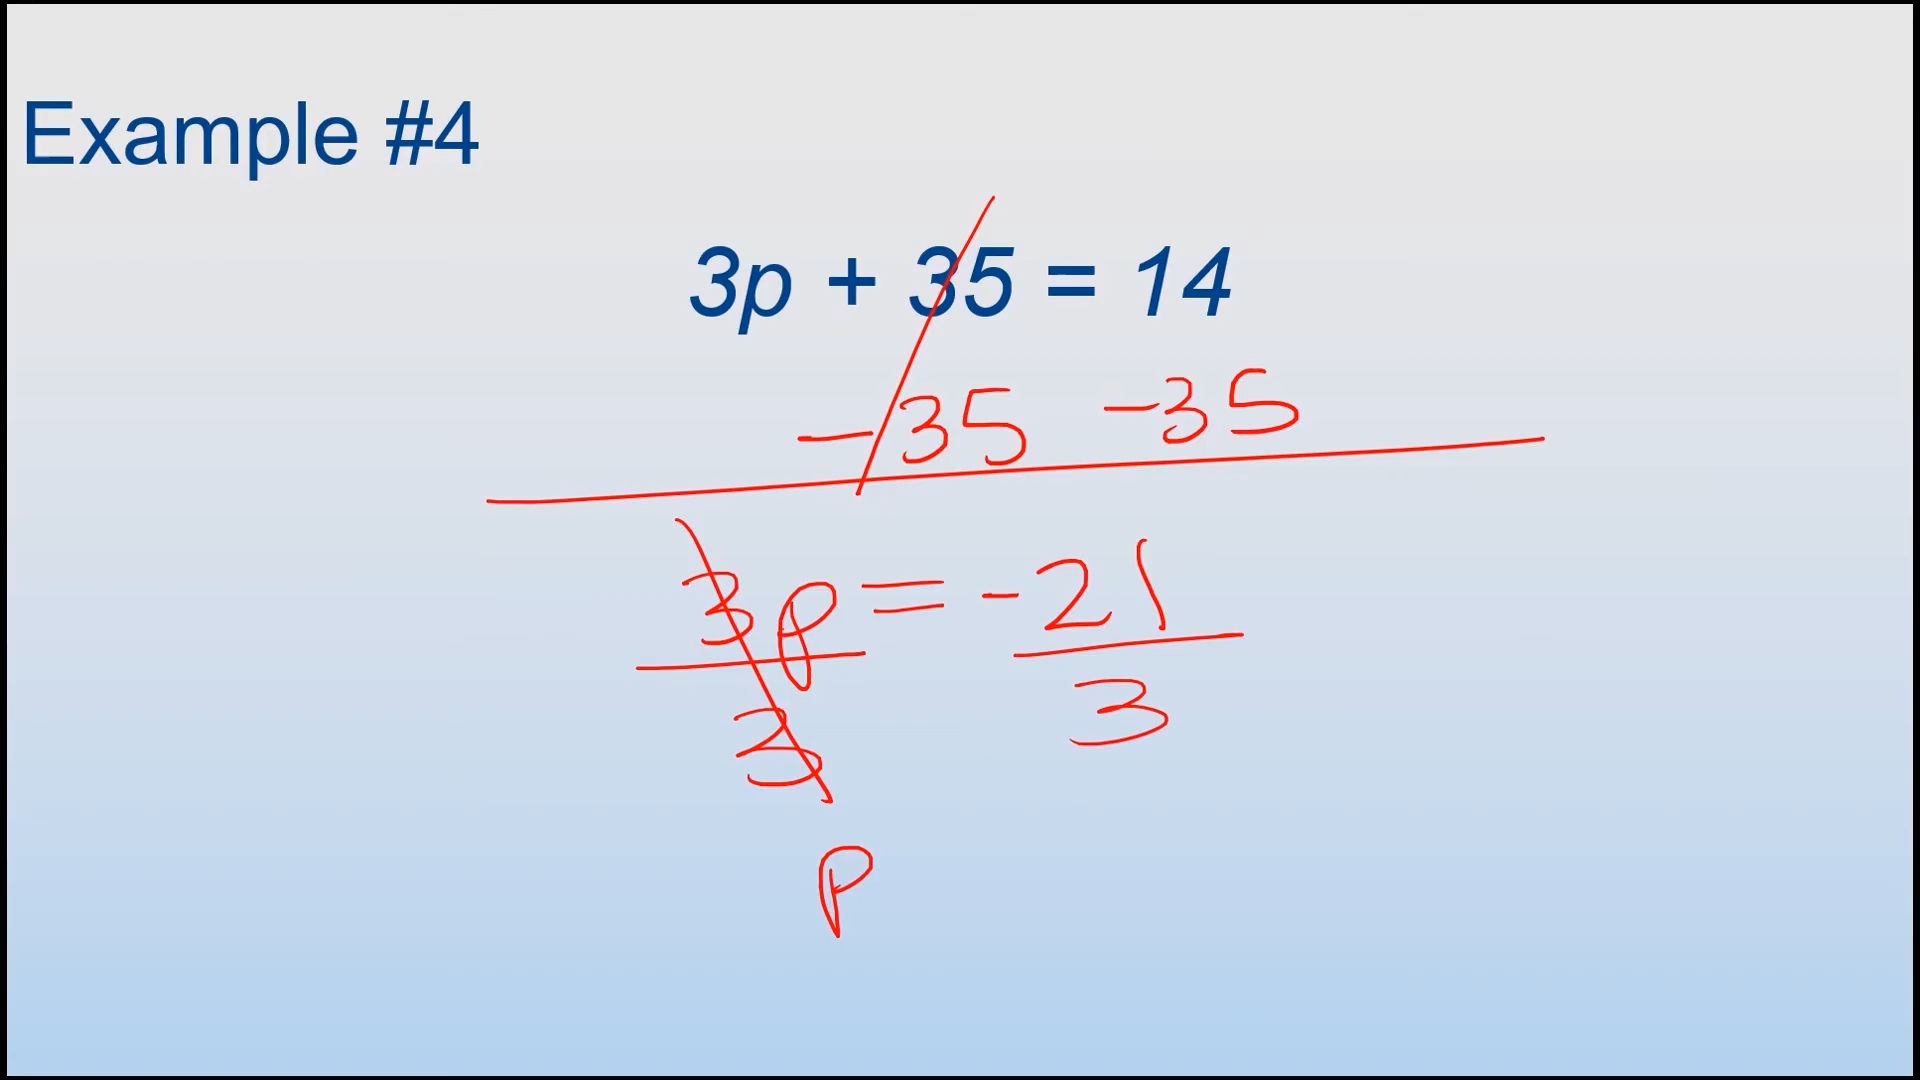 Example #4
3p + 35 = 14
- 35 -35
3p = -21
3 3
p